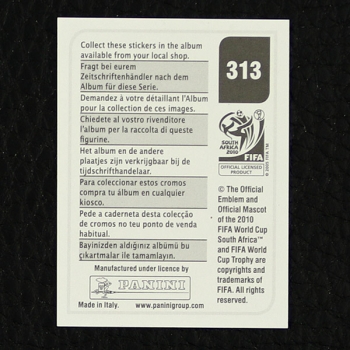 Collect these stickers in the album
available from your local shop.
Fragt bei eurem
Zeitschriftenhändler nach dem
Album für diese Serie.
Demandez à votre détaillant l'Album
pour la collection de ces images.
Chiedete al vostro rivenditore
l'album per la raccolta di queste
figurine.
Het album en de andere
plaatjes zijn verkrijgbaar bij de
tijdschrifthandelaar.
Para coleccionar estos cromos
compra tu álbum en cualquier
kiosco.
Pede a caderneta desta colecção
de cromos no teu ponto de venda
habitual.
Bayinizden aldığınız albümü bu
çıkartmalar ile tamamlayın.
Manufactured under licence by
PANINI
Made in Italy. www.paninigroup.com
313
SOUTH AFRICA
2010
FIFA
OFFICIAL LICENSED
PRODUCT
© The Official
Emblem and
Official Mascot
of the 2010
FIFA World Cup
South Africa™
and FIFA World
Cup Trophy are
copyrights and
trademarks of
FIFA. All rights
reserved.